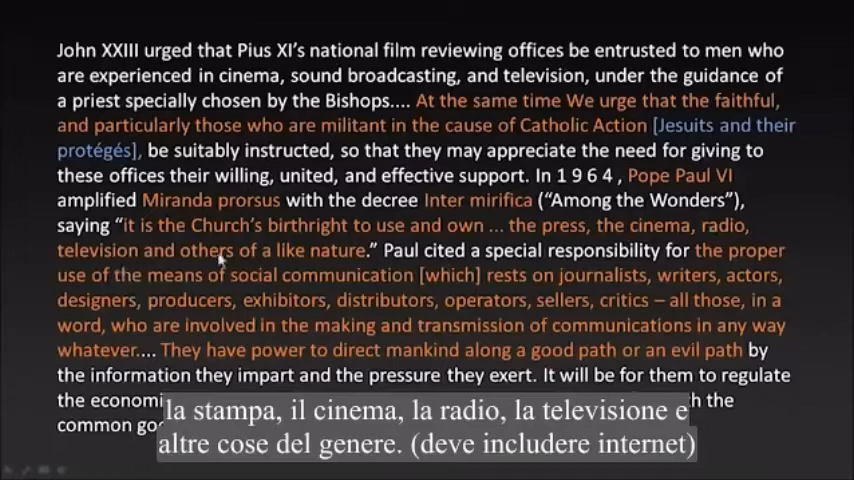 John XXIII urged that Pius XI's national film reviewing offices be entrusted to men who
are experienced in cinema, sound broadcasting, and television, under the guidance of
a priest specially chosen by the Bishops.... At the same time We urge that the faithful,
and particularly those who are militant in the cause of Catholic Action [Jesuits and their
protégés], be suitably instructed, so that they may appreciate the need for giving to
these offices their willing, united, and effective support. In 1 9 6 4 , Pope Paul VI
amplified Miranda prorsus with the decree Inter mirifica (“Among the Wonders”),
saying “it is the Church's birthright to use and own ... the press, the cinema, radio,
television and others of a like nature.” Paul cited a special responsibility for the proper
use of the means of social communication [which] rests on journalists, writers, actors,
designers, producers, exhibitors, distributors, operators, sellers, critics – all those, in a
word, who are involved in the making and transmission of communications in any way
whatever.... They have power to direct mankind along a good path or an evil path by
the information they impart and the pressure they exert. It will be for them to regulate
the the
common
la stampa, il cinema, la radio, la televisione e
altre cose del genere. (deve includere internet)